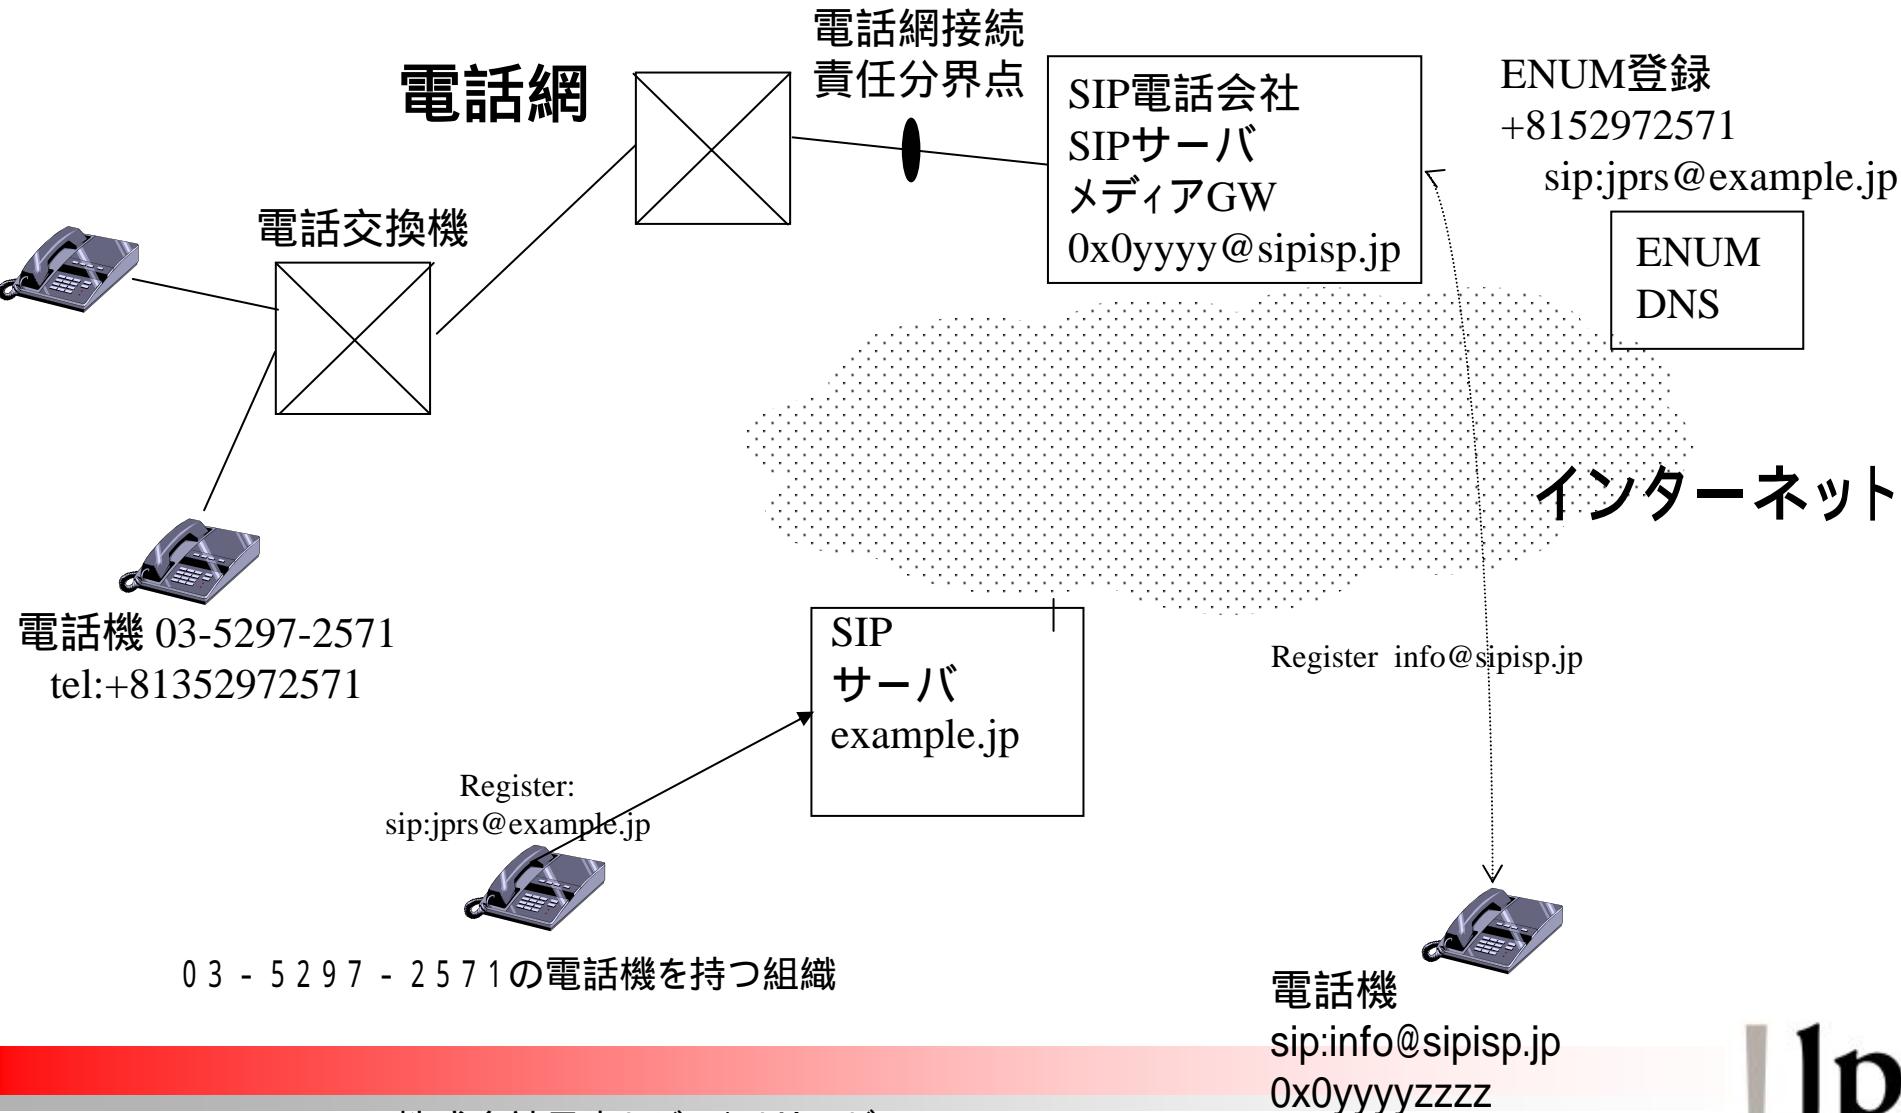 電話網接続
責任分界点
電話網
SIP電話会社
SIPサーバ
メディアGW
0x0yyyy@sipisp.jp
ENUM登録
+8152972571
sip:jprs@example.jp
ENUM
DNS
電話交換機
インターネット
電話機 03-5297-2571
tel:+81352972571
SIP
サーバ
example.jp
Register info@sipisp.jp
Register:
sip:jprs@example.jp
03-5297-2571の電話機を持つ組織
電話機
sip:info@sipisp.jp
0x0yyyyzzzz